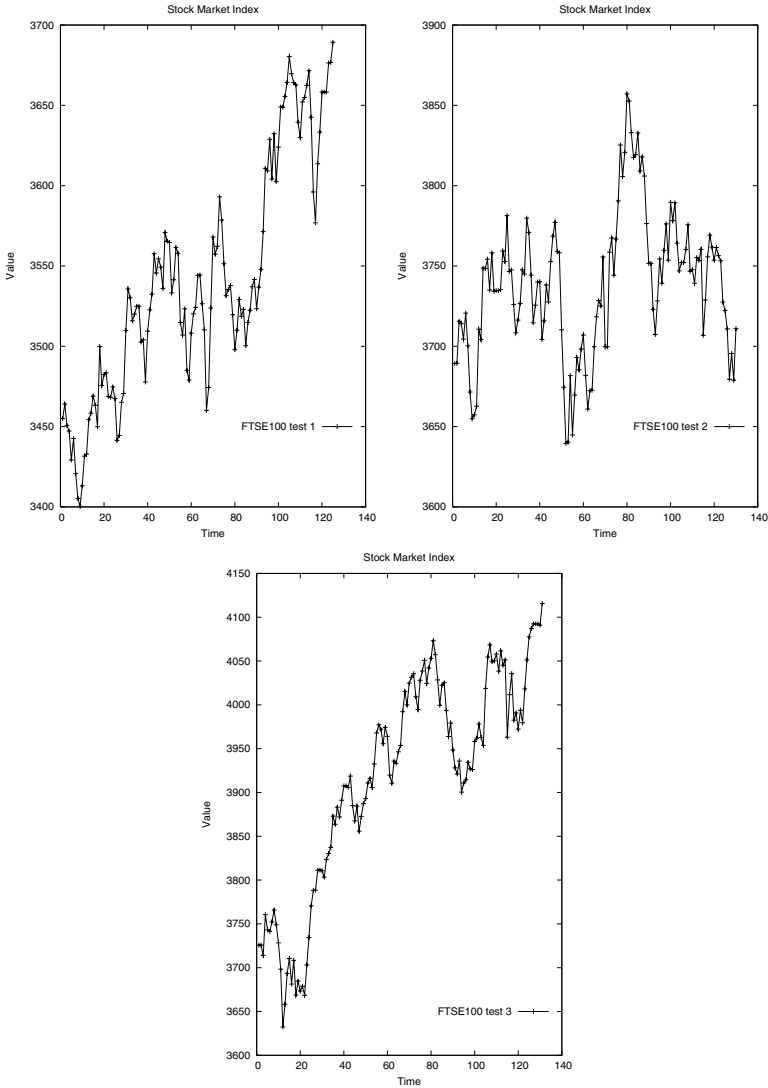 Stock Market Index
3700
3650
3600
3550
3500
3450
3400
Value
0 20 40 60 80 100 120 140
Time
FTSE100 test 1
Stock Market Index
3900
3850
3800
3750
3700
3650
3600
Value
0 20 40 60 80 100 120 140
Time
FTSE100 test 2
Stock Market Index
4150
4100
4050
4000
3950
3900
3850
3800
3750
3700
3650
3600
Value
0 20 40 60 80 100 120 140
Time
FTSE100 test 3